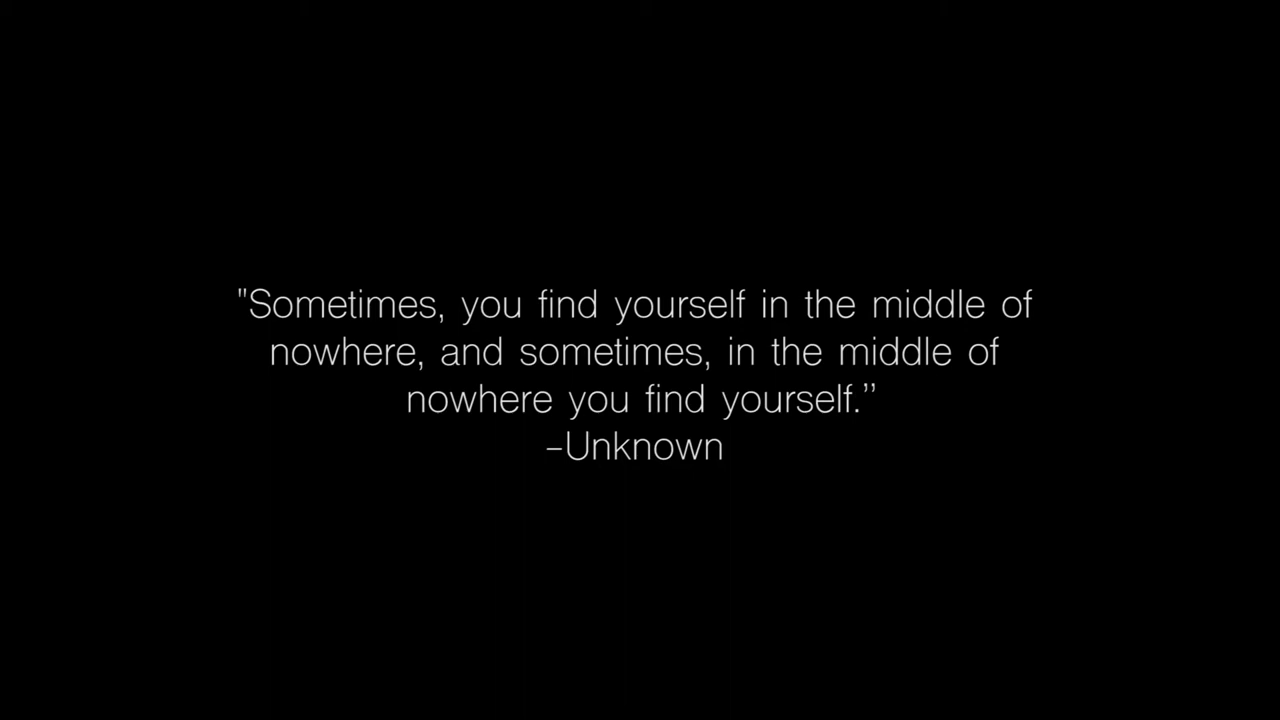 "Sometimes, you find yourself in the middle of
nowhere, and sometimes, in the middle of
nowhere you find yourself.’’
–Unknown